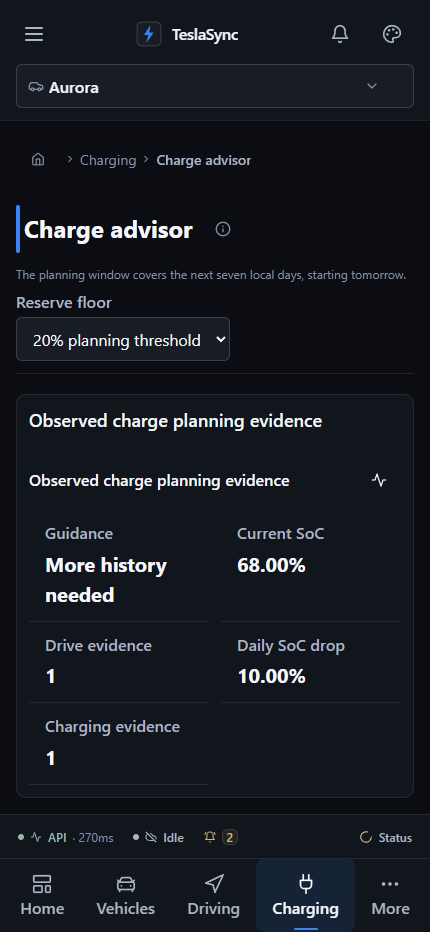 TeslaSync
Aurora
Charging
Charge advisor
Charge advisor
The planning window covers the next seven local days, starting tomorrow.
Reserve floor
20% planning threshold
Observed charge planning evidence
Observed charge planning evidence
Guidance
Current SoC
More history
needed
68.00%
Drive evidence
Daily SoC drop
1
10.00%
Charging evidence
1
API · 270ms
Idle
2
Status
Home
Vehicles
Driving
Charging
More